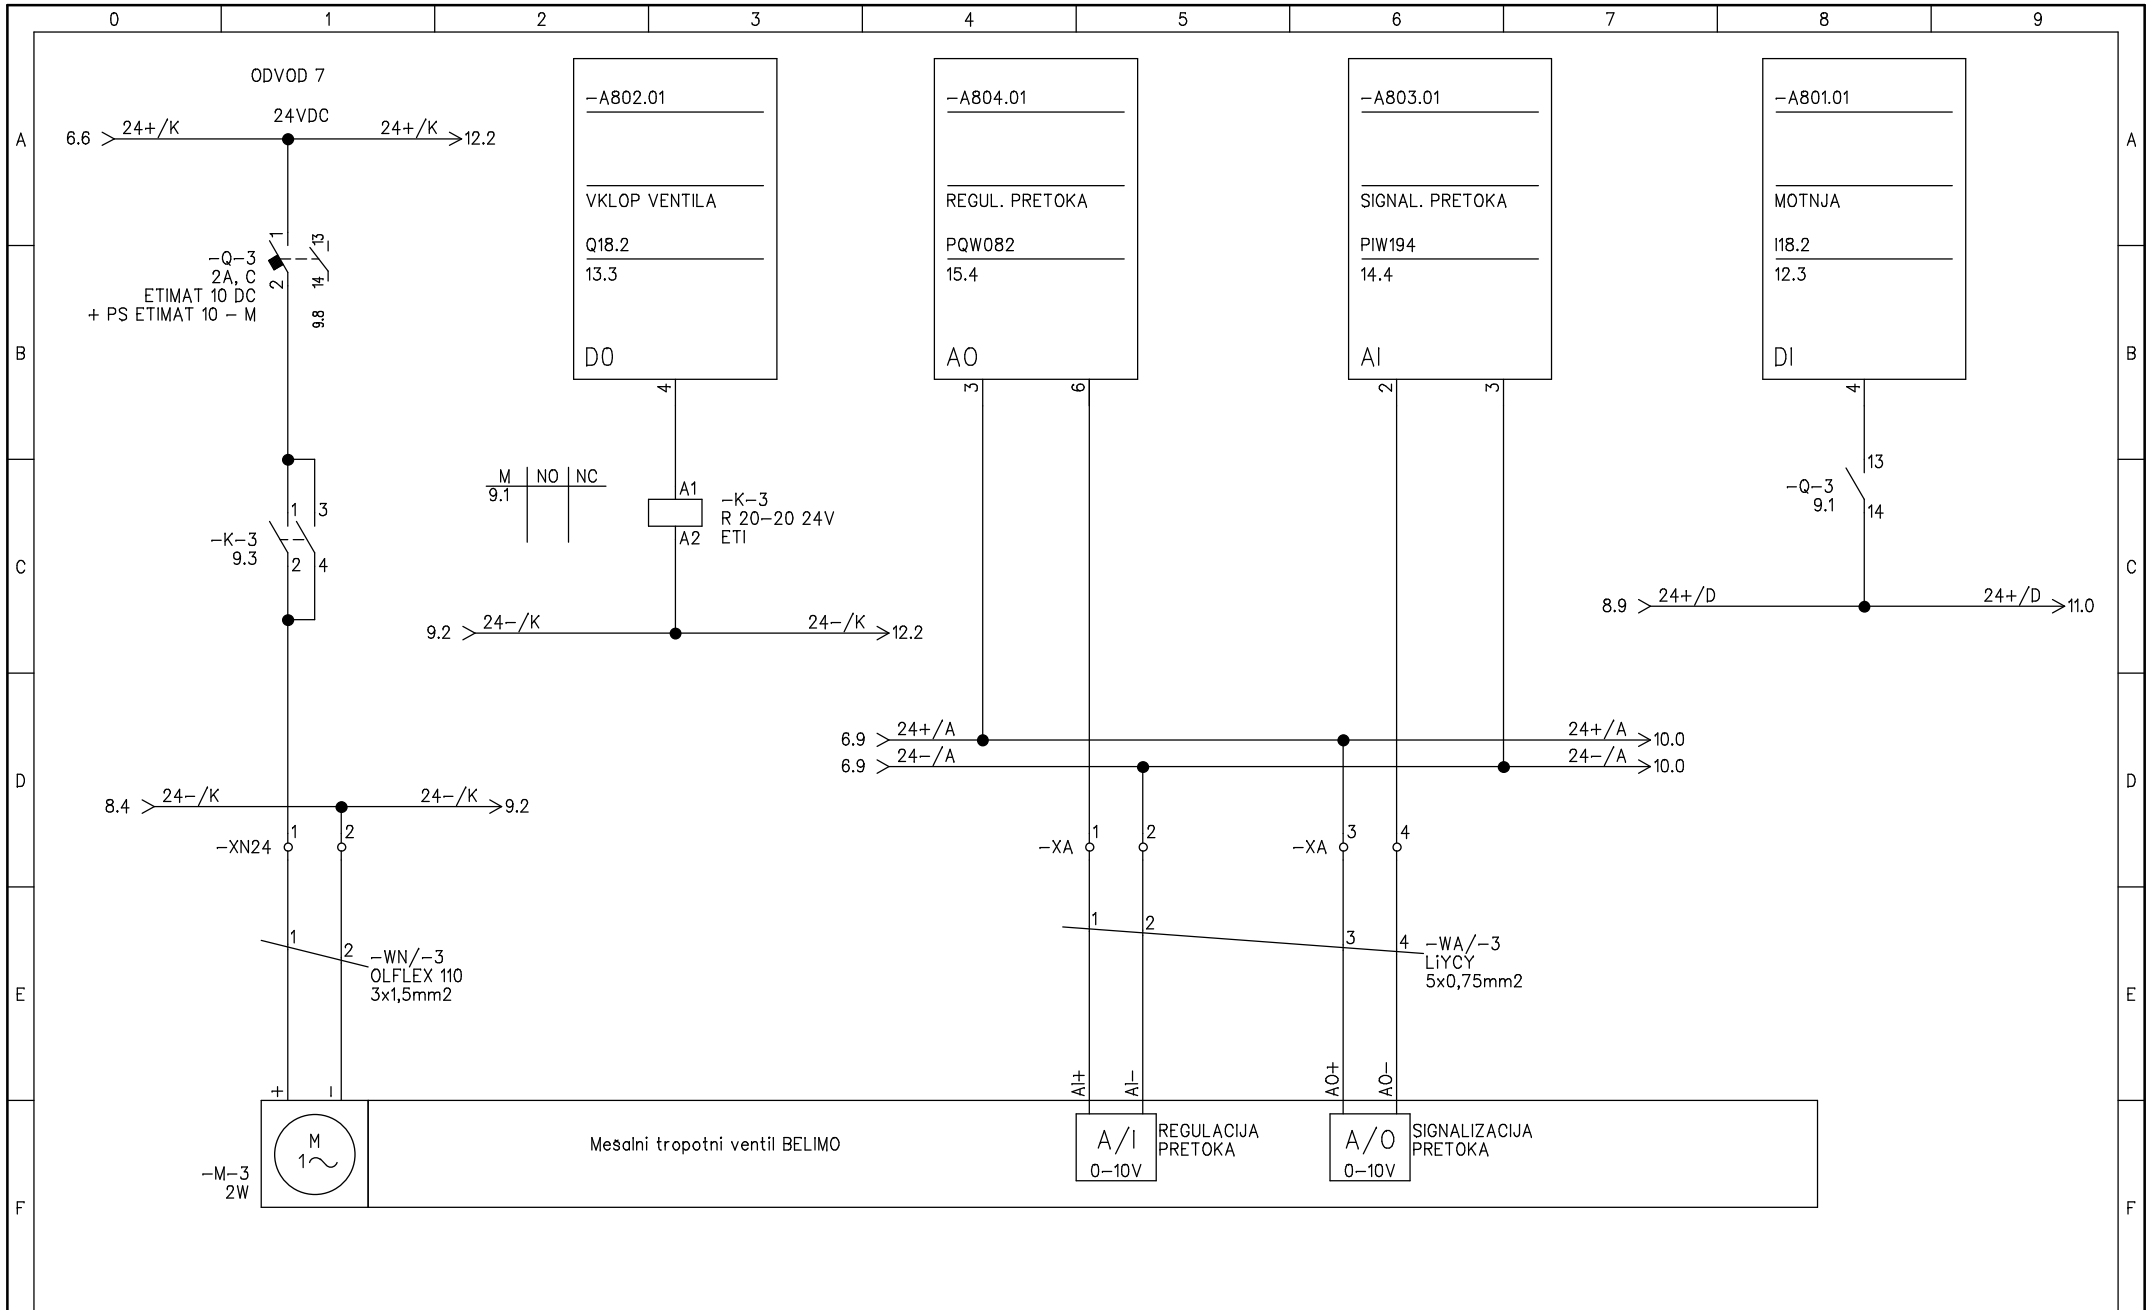 0 1 2 3 4 5 6 7 8 9
ODVOD 7
24VDC
6.6 24+/K 24+/K 12.2
A A
-Q-3
2A, C
ETIMAT 10 DC
+ PS ETIMAT 10 - M
1 13
2 14
9.8
-A802.01
VKLOP VENTILA
Q18.2
13.3
DO
4
-A804.01
REGUL. PRETOKA
PQW082
15.4
AO
3 6
-A803.01
SIGNAL. PRETOKA
PIW194
14.4
AI
2 3
-A801.01
MOTNJA
I18.2
12.3
DI
4
B B
M NO NC
9.1
A1
A2
-K-3
R 20-20 24V
ETI
-K-3
9.3
1 3
2 4
-Q-3
9.1
13
14
C C
9.2 24-/K 24-/K 12.2
8.9 24+/D 24+/D 11.0
6.9 24+/A 24+/A 10.0
6.9 24-/A 24-/A 10.0
D D
8.4 24-/K 24-/K 9.2
-XN24 1 2
-XA 1 2
-XA 3 4
1 2
-WN/-3
OLFLEX 110
3x1,5mm2
1 2 3 4
-WA/-3
LiYCY
5x0,75mm2
E E
+ -
AI+ AI- AO+ AO-
M
1
-M-3
2W
Mešalni tropotni ventil BELIMO
A/I
0-10V
REGULACIJA
PRETOKA
A/O
0-10V
SIGNALIZACIJA
PRETOKA
F F